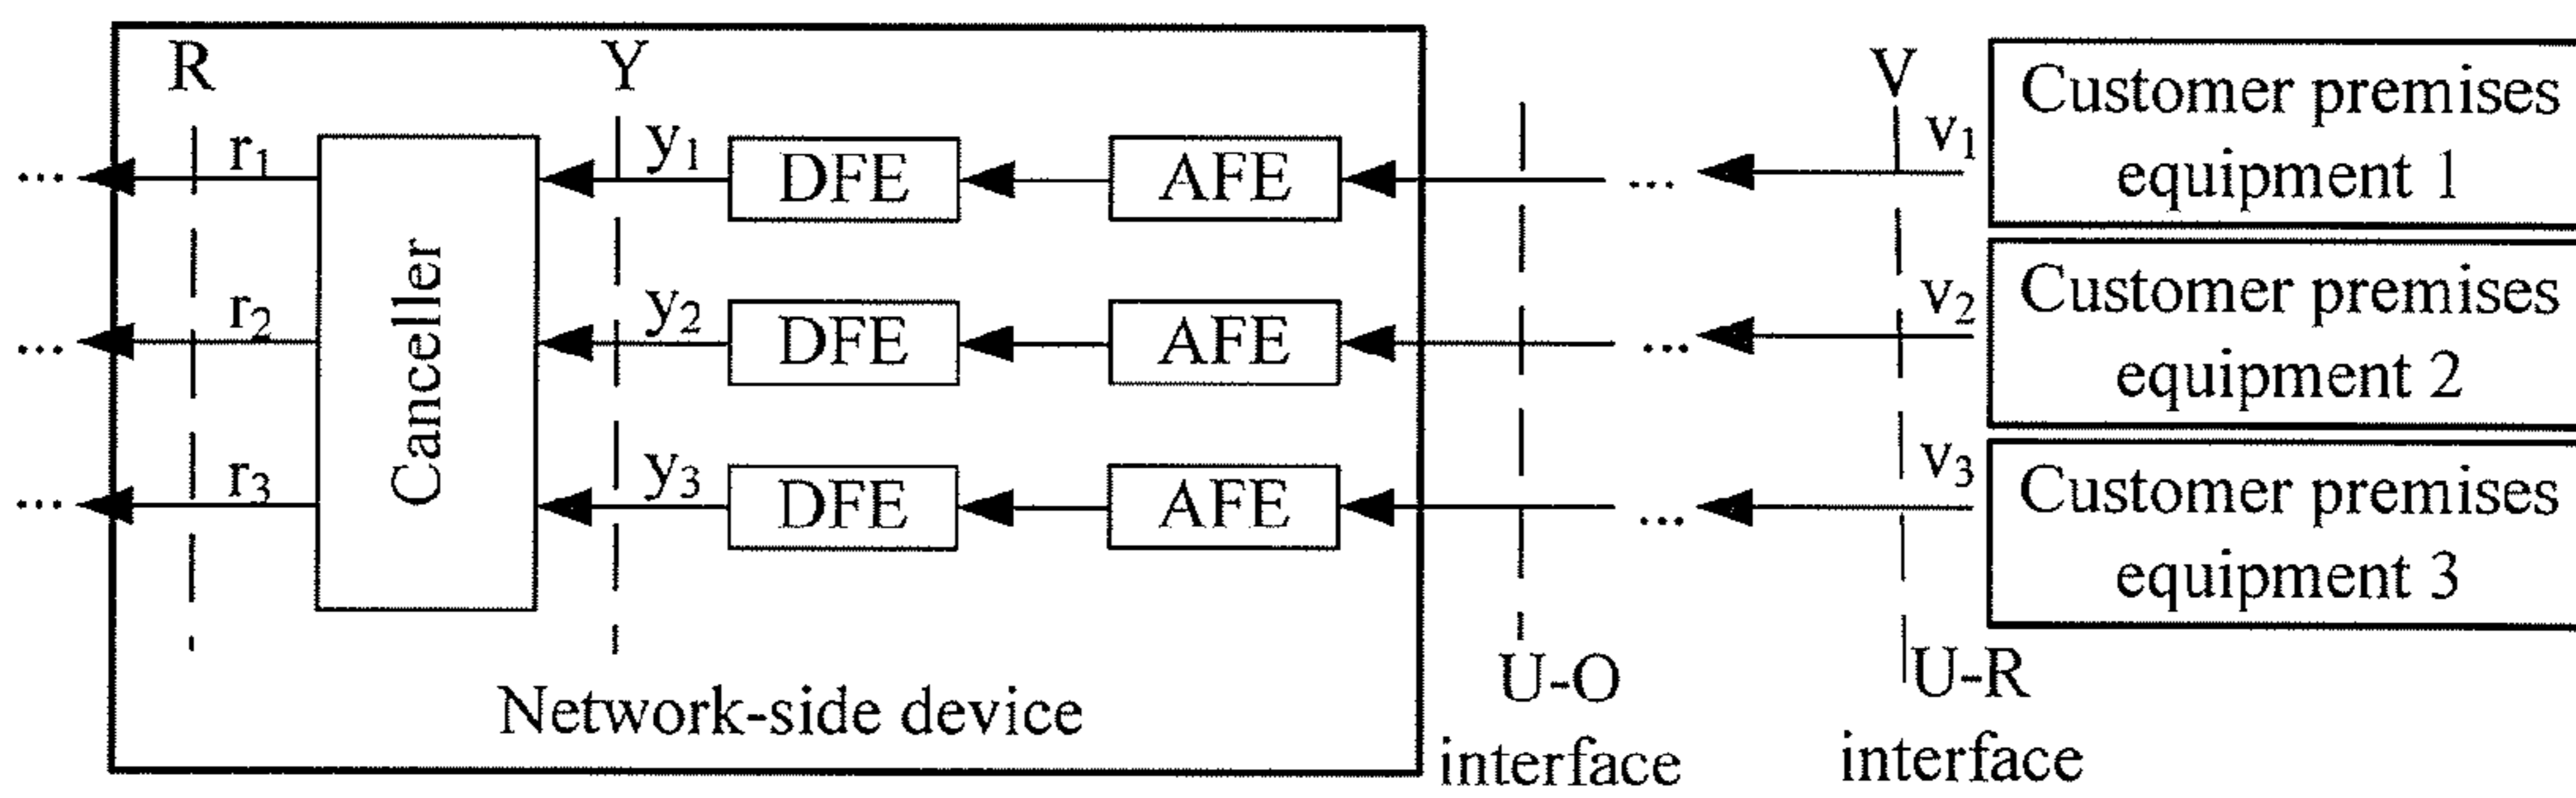 R
Y
V
r1
y1
DFE
AFE
...
...
v1
Customer premises
equipment 1
r2
y2
DFE
AFE
...
...
v2
Customer premises
equipment 2
r3
y3
DFE
AFE
...
...
v3
Customer premises
equipment 3
Canceller
Network-side device
U-O
interface
U-R
interface